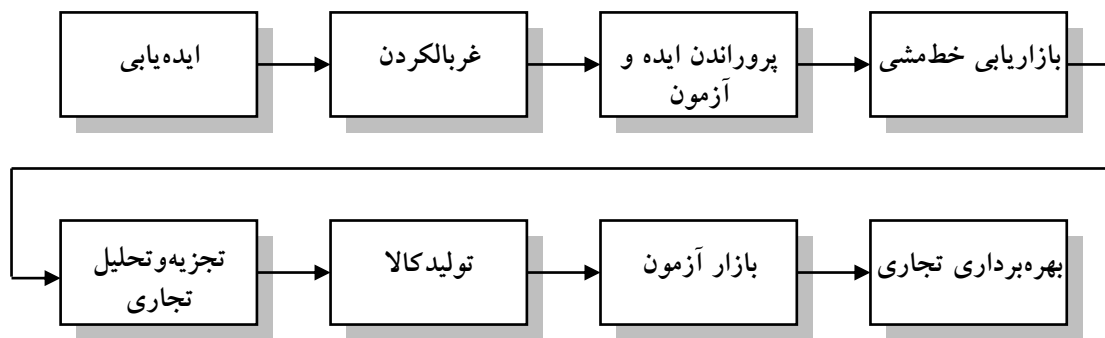 ایده‌یابی
غربالکردن
پروراندن ایده و
آزمون
بازاریابی خط‌مشی
تجزیه‌وتحلیل
تجاری
تولیدکالا
بازار آزمون
بهره‌برداری تجاری